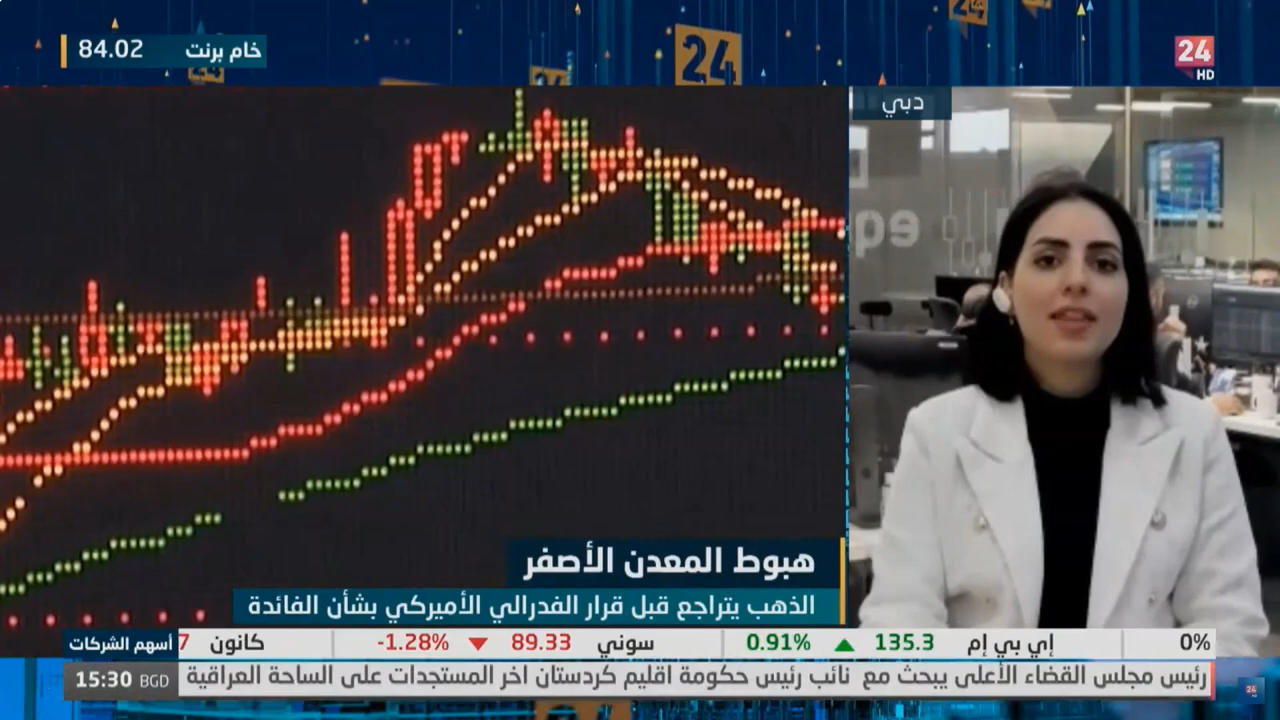 خام برنت 84.02
24
24
24 HD
دبي
هبوط المعدن الأصفر
الذهب يتراجع قبل قرار الفدرالي الأميركي بشأن الفائدة
أسهم الشركات
0%
إي بي إم 135.3 ▲ 0.91%
سوني 89.33 ▼ -1.28%
كانون 7
رئيس مجلس القضاء الأعلى يبحث مع نائب رئيس حكومة اقليم كردستان اخر المستجدات على الساحة العراقية
15:30 BGD